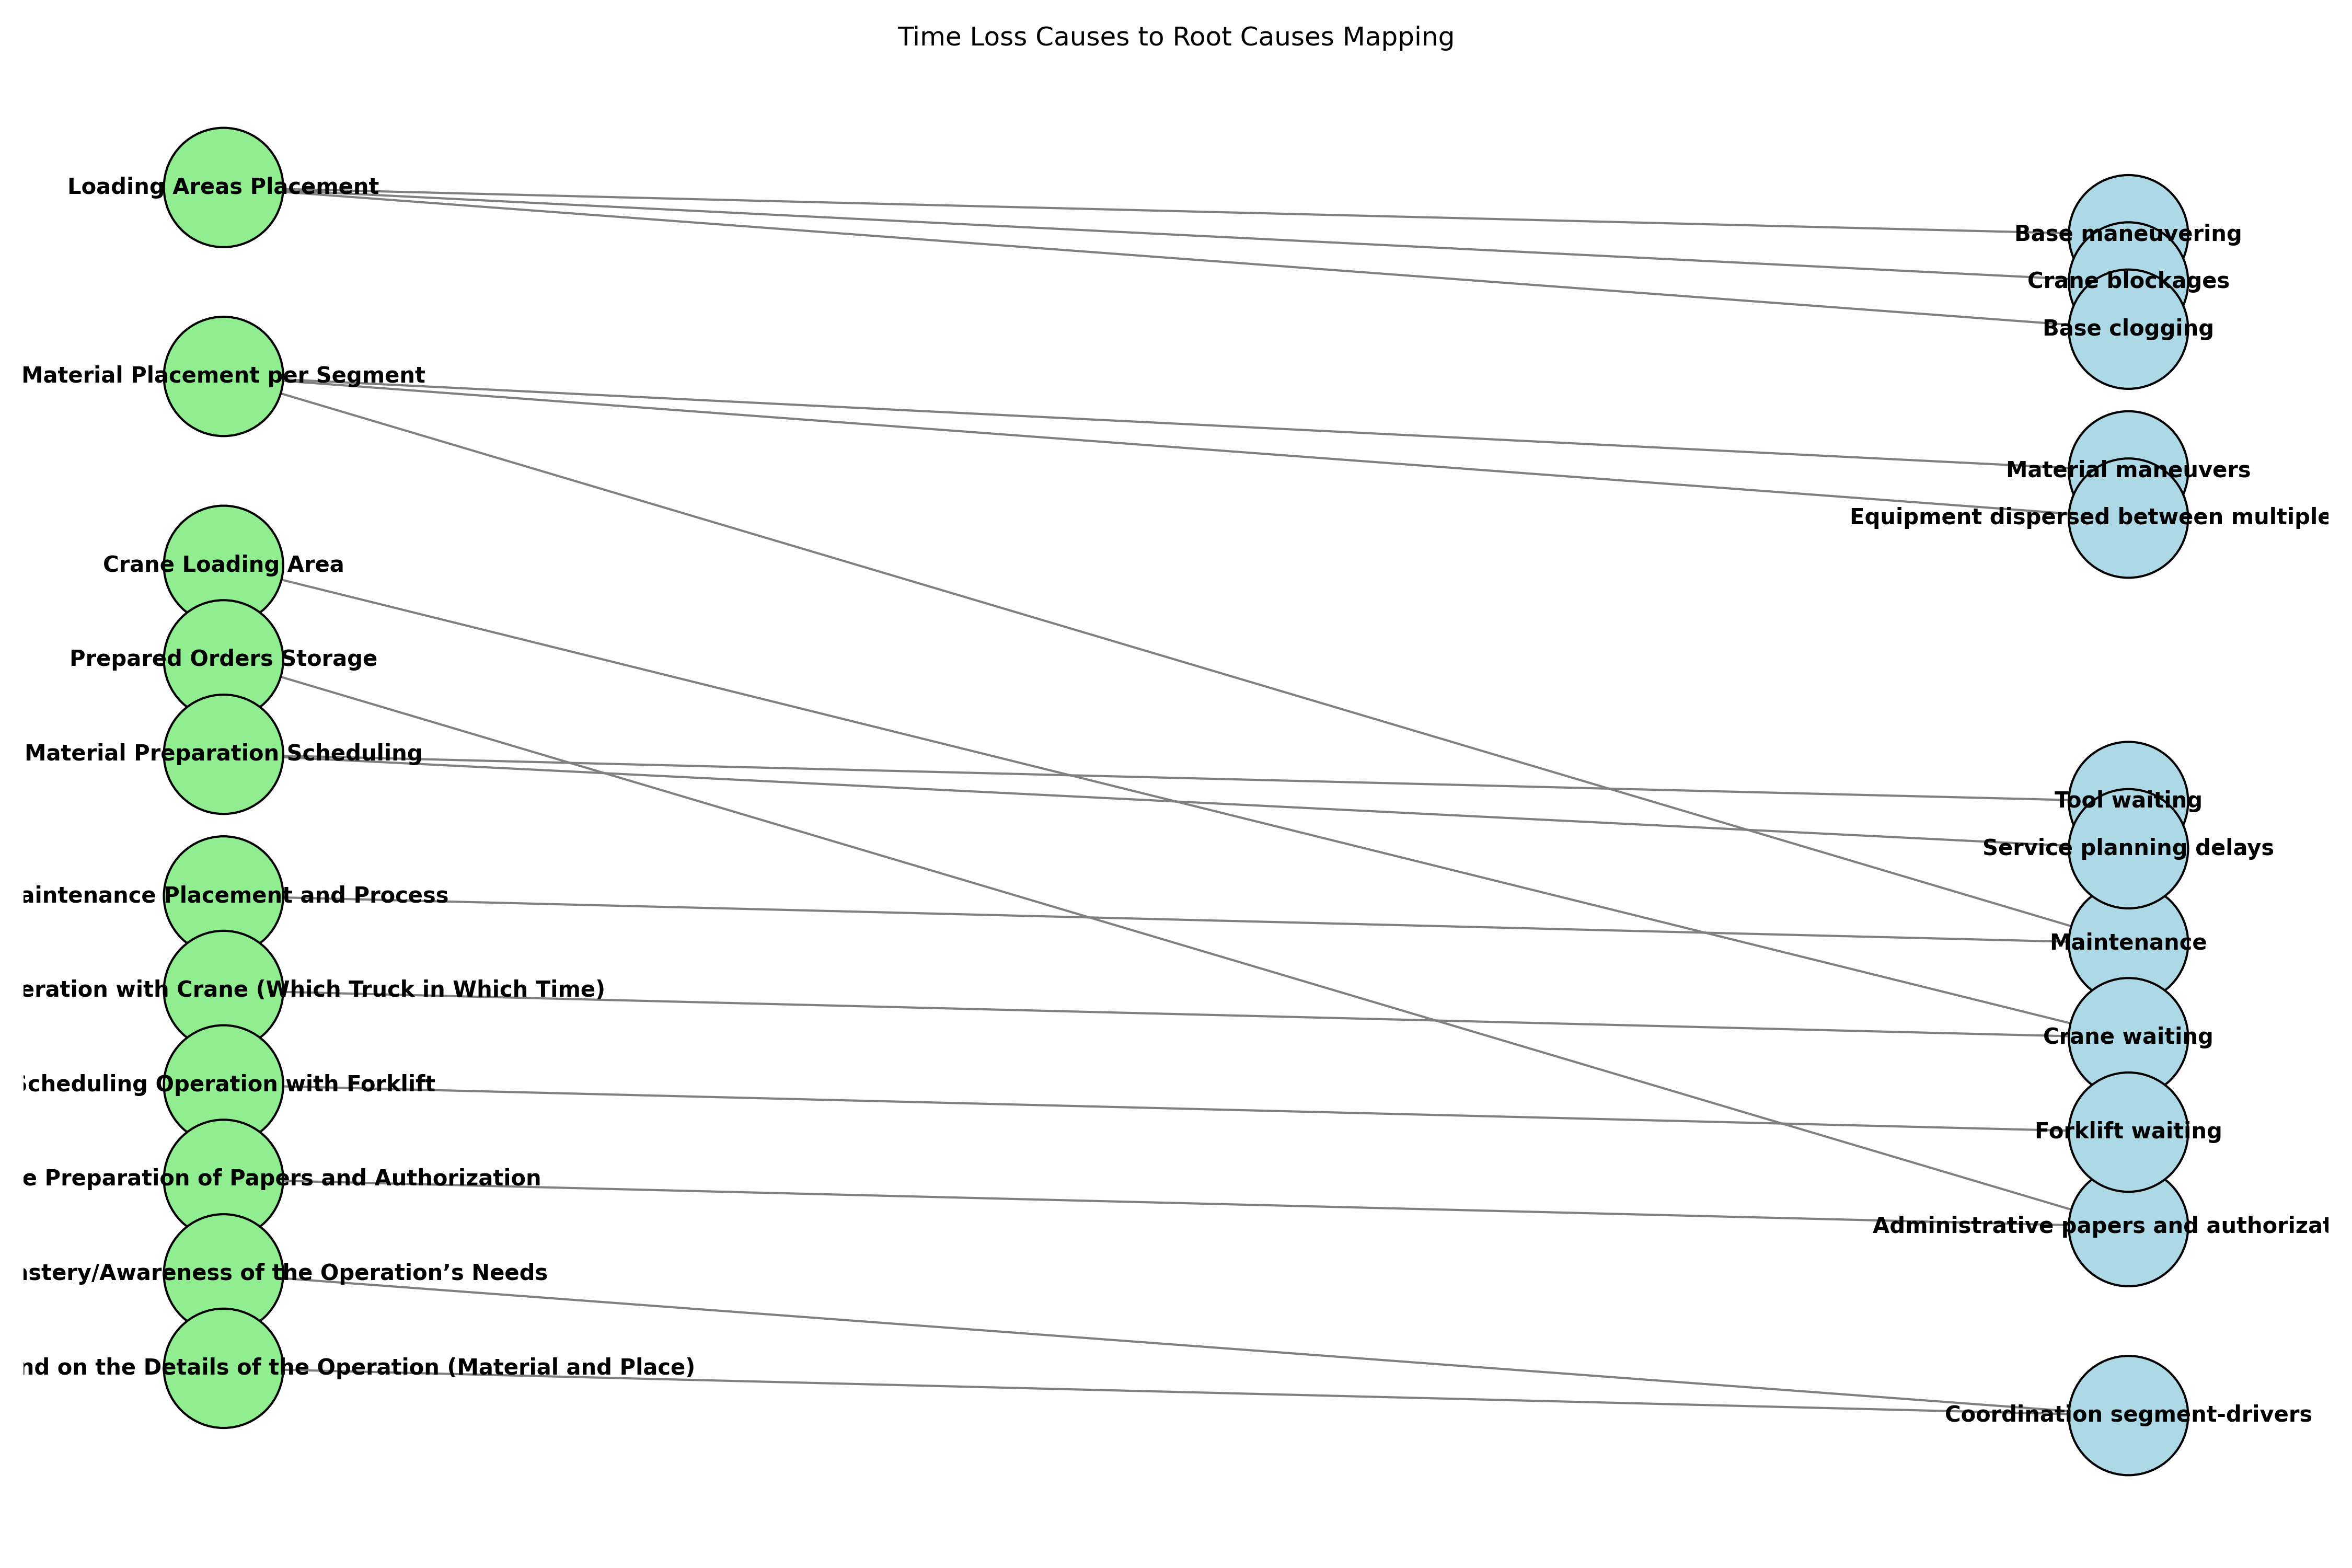 Time Loss Causes to Root Causes Mapping
Loading Areas Placement
Material Placement per Segment
Crane Loading Area
Prepared Orders Storage
Material Preparation Scheduling
aintenance Placement and Process
eration with Crane (Which Truck in Which Time)
Scheduling Operation with Forklift
e Preparation of Papers and Authorization
astery/Awareness of the Operation’s Needs
nd on the Details of the Operation (Material and Place)
Base maneuvering
Crane blockages
Base clogging
Material maneuvers
Equipment dispersed between multiple
Tool waiting
Service planning delays
Maintenance
Crane waiting
Forklift waiting
Administrative papers and authorizat
Coordination segment-drivers